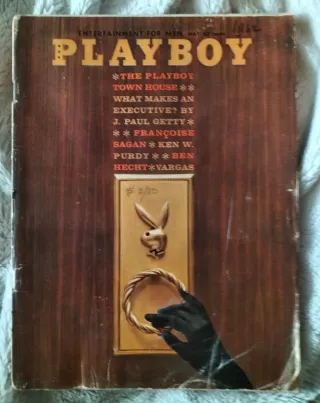 ENTERTAINMENT FOR MEN MAY
PLAYBOY
*THE PLAYBOY
TOWN HOUSE**
WHAT MAKES AN
EXECUTIVE? BY
J. PAUL GETTY*
**FRANÇOISE
SAGAN*KEN W.
PURDY**BEN
HECHT*VARGAS